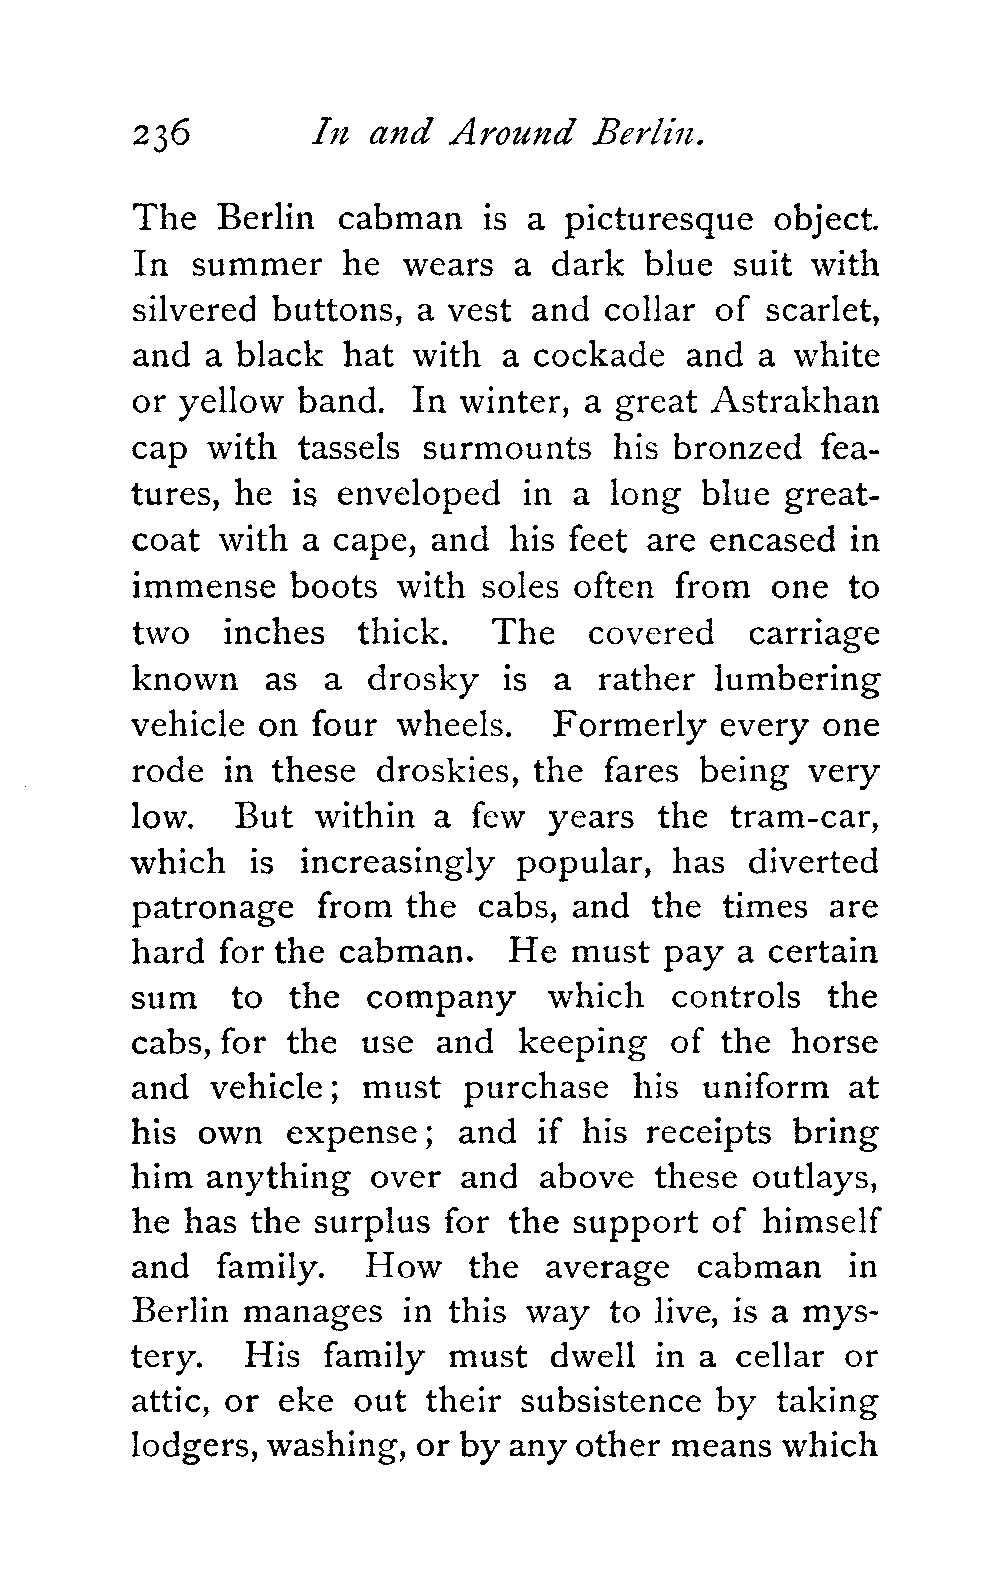 236 In and Around Berlin.
The Berlin cabman is a picturesque object.
In summer he wears a dark blue suit with
silvered buttons, a vest and collar of scarlet,
and a black hat with a cockade and a white
or yellow band. In winter, a great Astrakhan
cap with tassels surmounts his bronzed fea-
tures, he is enveloped in a long blue great-
coat with a cape, and his feet are encased in
immense boots with soles often from one to
two inches thick. The covered carriage
known as a drosky is a rather lumbering
vehicle on four wheels. Formerly every one
rode in these droskies, the fares being very
low. But within a few years the tram-car,
which is increasingly popular, has diverted
patronage from the cabs, and the times are
hard for the cabman. He must pay a certain
sum to the company which controls the
cabs, for the use and keeping of the horse
and vehicle; must purchase his uniform at
his own expense; and if his receipts bring
him anything over and above these outlays,
he has the surplus for the support of himself
and family. How the average cabman in
Berlin manages in this way to live, is a mys-
tery. His family must dwell in a cellar or
attic, or eke out their subsistence by taking
lodgers, washing, or by any other means which